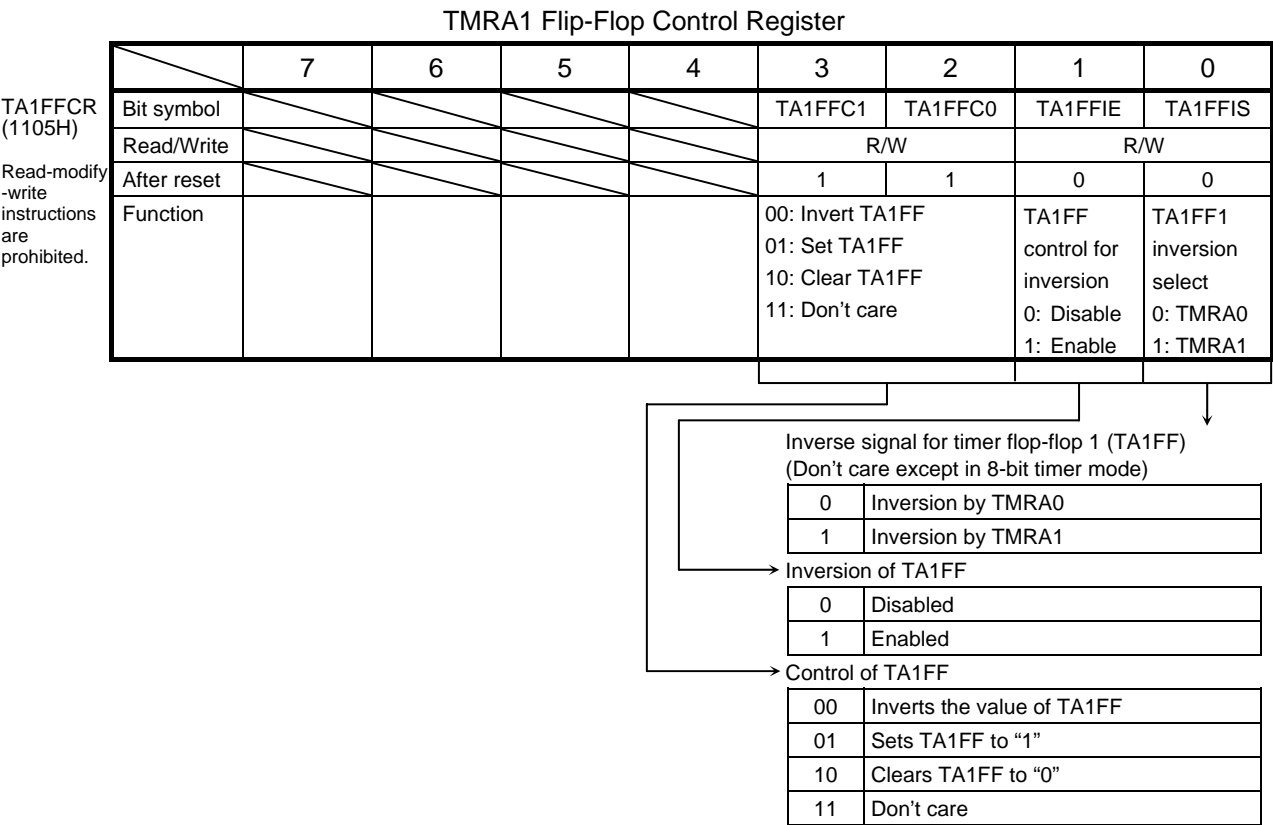 TMRA1 Flip-Flop Control Register
7 6 5 4 3 2 1 0
TA1FFCR
(1105H)
Read-modify
-write
instructions
are
prohibited.
Bit symbol TA1FFC1 TA1FFC0 TA1FFIE TA1FFIS
Read/Write R/W R/W
After reset 1 1 0 0
Function
00: Invert TA1FF
01: Set TA1FF
10: Clear TA1FF
11: Don't care
TA1FF
control for
inversion
0: Disable
1: Enable
TA1FF1
inversion
select
0: TMRA0
1: TMRA1
Inverse signal for timer flop-flop 1 (TA1FF)
(Don't care except in 8-bit timer mode)
0 Inversion by TMRA0
1 Inversion by TMRA1
Inversion of TA1FF
0 Disabled
1 Enabled
Control of TA1FF
00 Inverts the value of TA1FF
01 Sets TA1FF to “1”
10 Clears TA1FF to “0”
11 Don't care